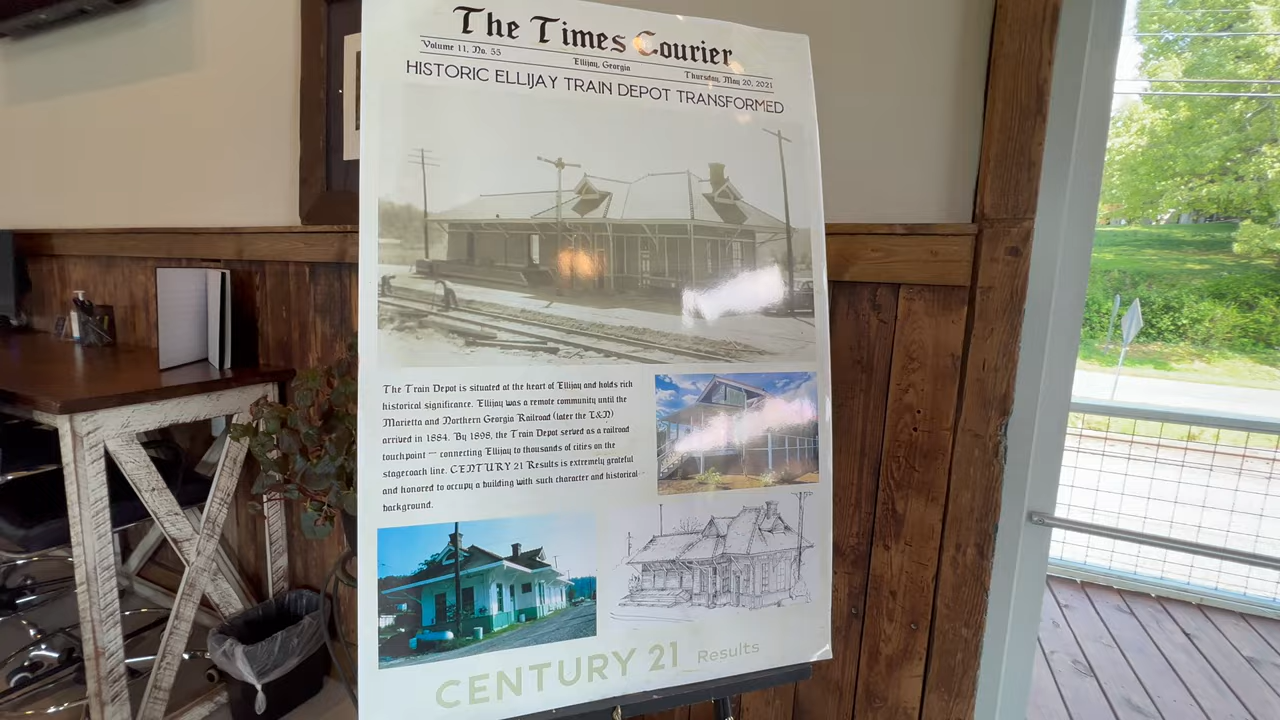 The Times Courier
Volume 11, No. 55
Ellijay, Georgia
Thursday, May 20, 2021
HISTORIC ELLIJAY TRAIN DEPOT TRANSFORMED
The Train Depot is situated at the heart of Ellijay and holds rich
historical significance. Ellijay was a remote community until the
Marietta and Northern Georgia Railroad (later the L&N)
arrived in 1884. By 1898, the Train Depot served as a railroad
touchpoint -- connecting Ellijay to thousands of cities on the
stagecoach line. CENTURY 21 Results is extremely grateful
and honored to occupy a building with such character and historical
background.
CENTURY 21 Results